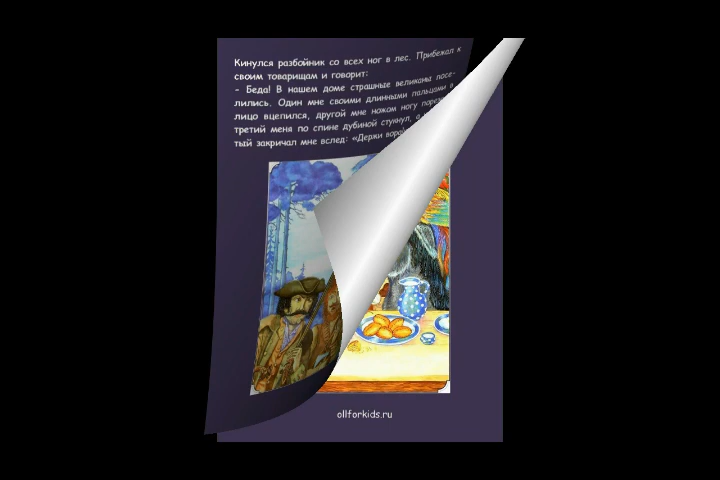 Кинулся разбойник со всех ног в лес. Прибежал к
своим товарищам и говорит:
- Беда! В нашем доме страшные великаны посе-
лились. Один мне своими длинными пальцами в
лицо вцепился, другой мне ножом ногу
третий меня по спине дубиной стукнул,
тый закричал мне вслед: «Держи
ollforkids.ru